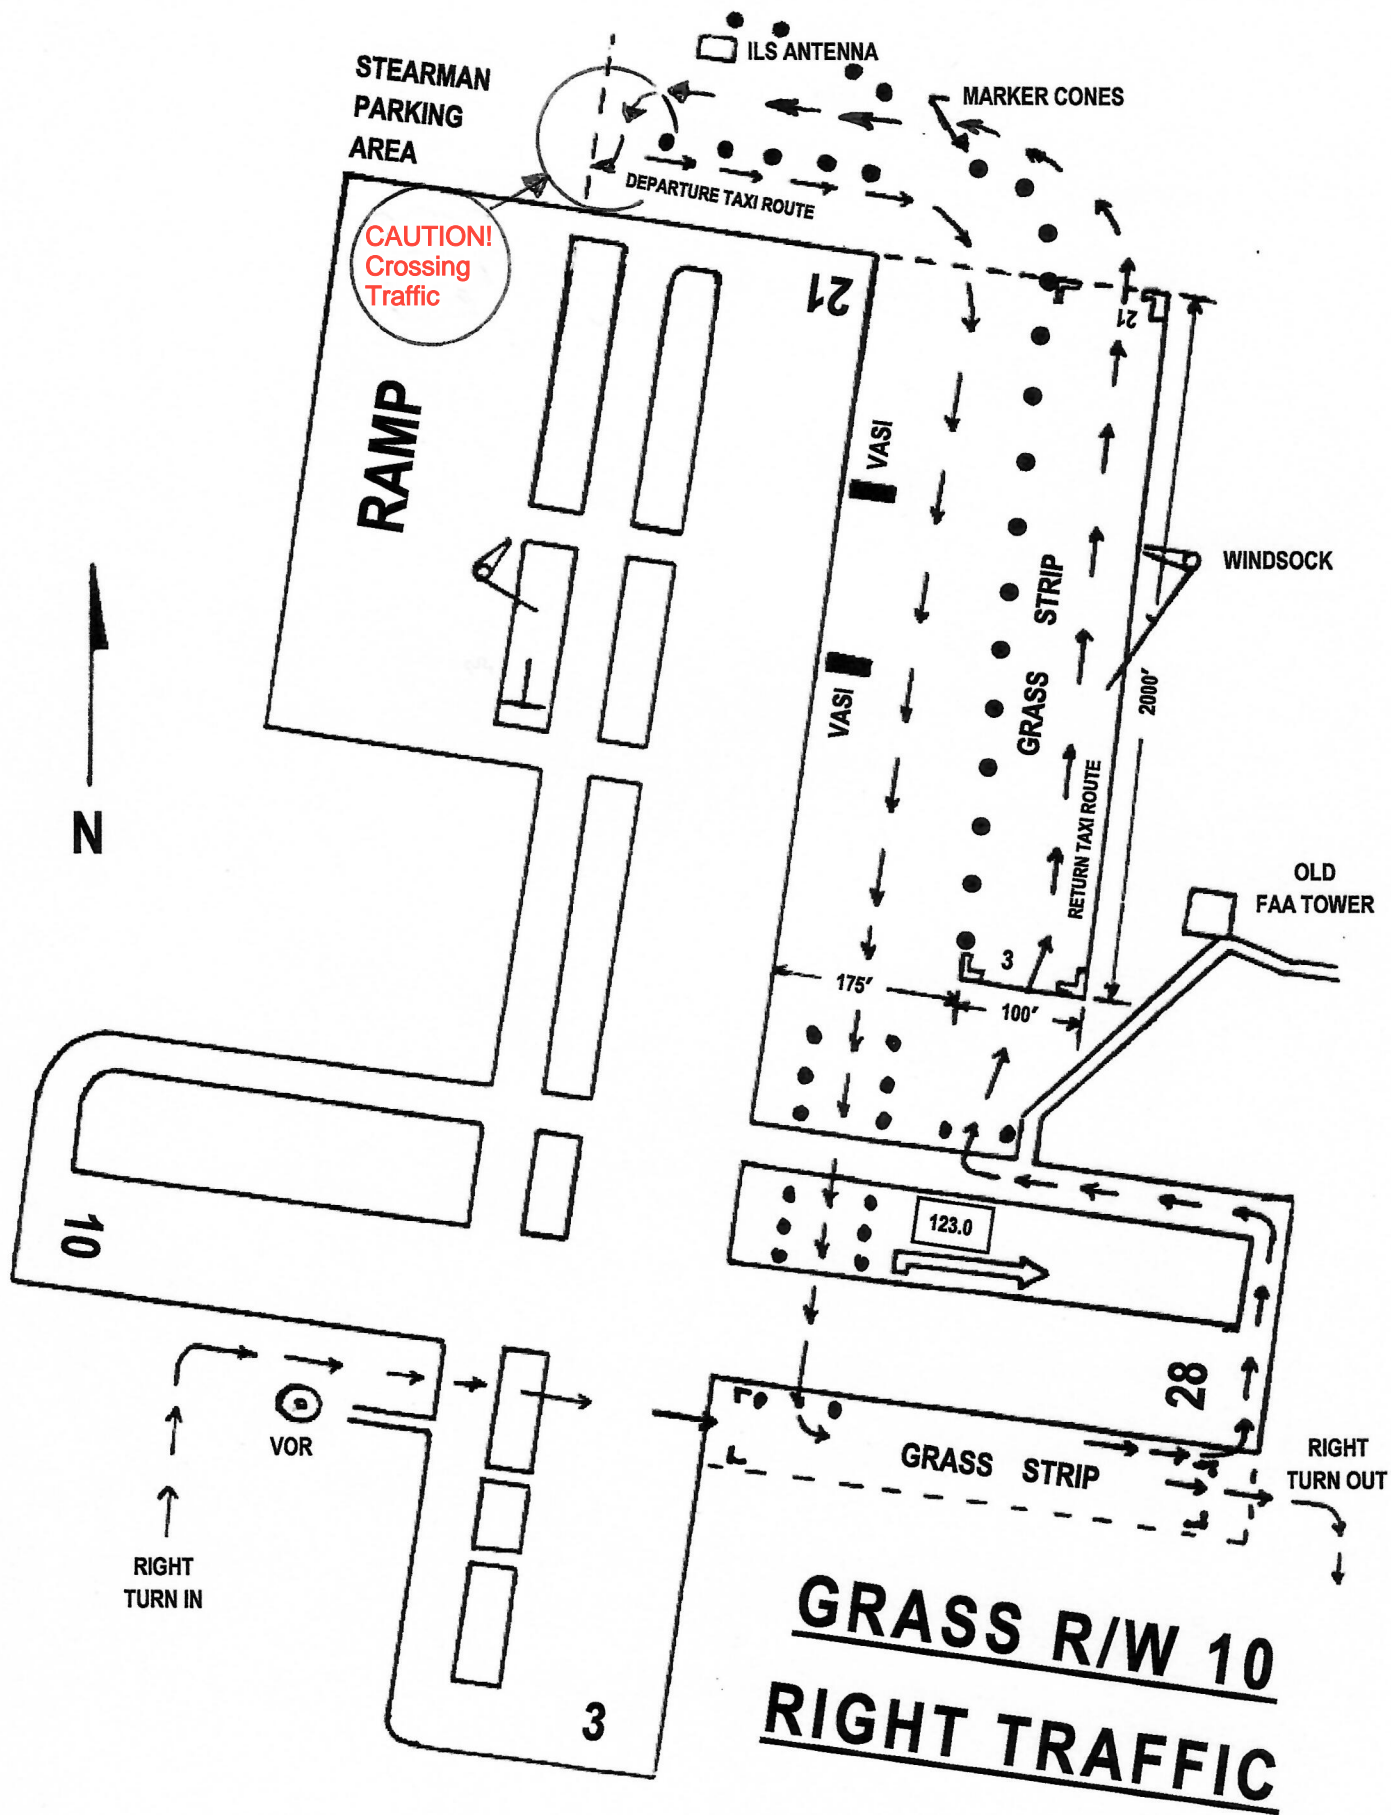 ILS ANTENNA
STEARMAN
PARKING
AREA
MARKER CONES
DEPARTURE TAXI ROUTE
CAUTION!
Crossing
Traffic
21
21
RAMP
VASI
WINDSOCK
GRASS STRIP
VASI
2000'
N
RETURN TAXI ROUTE
OLD
FAA TOWER
3
175'
100'
10
123.0
28
VOR
GRASS STRIP
RIGHT
TURN OUT
RIGHT
TURN IN
3
GRASS R/W 10
RIGHT TRAFFIC